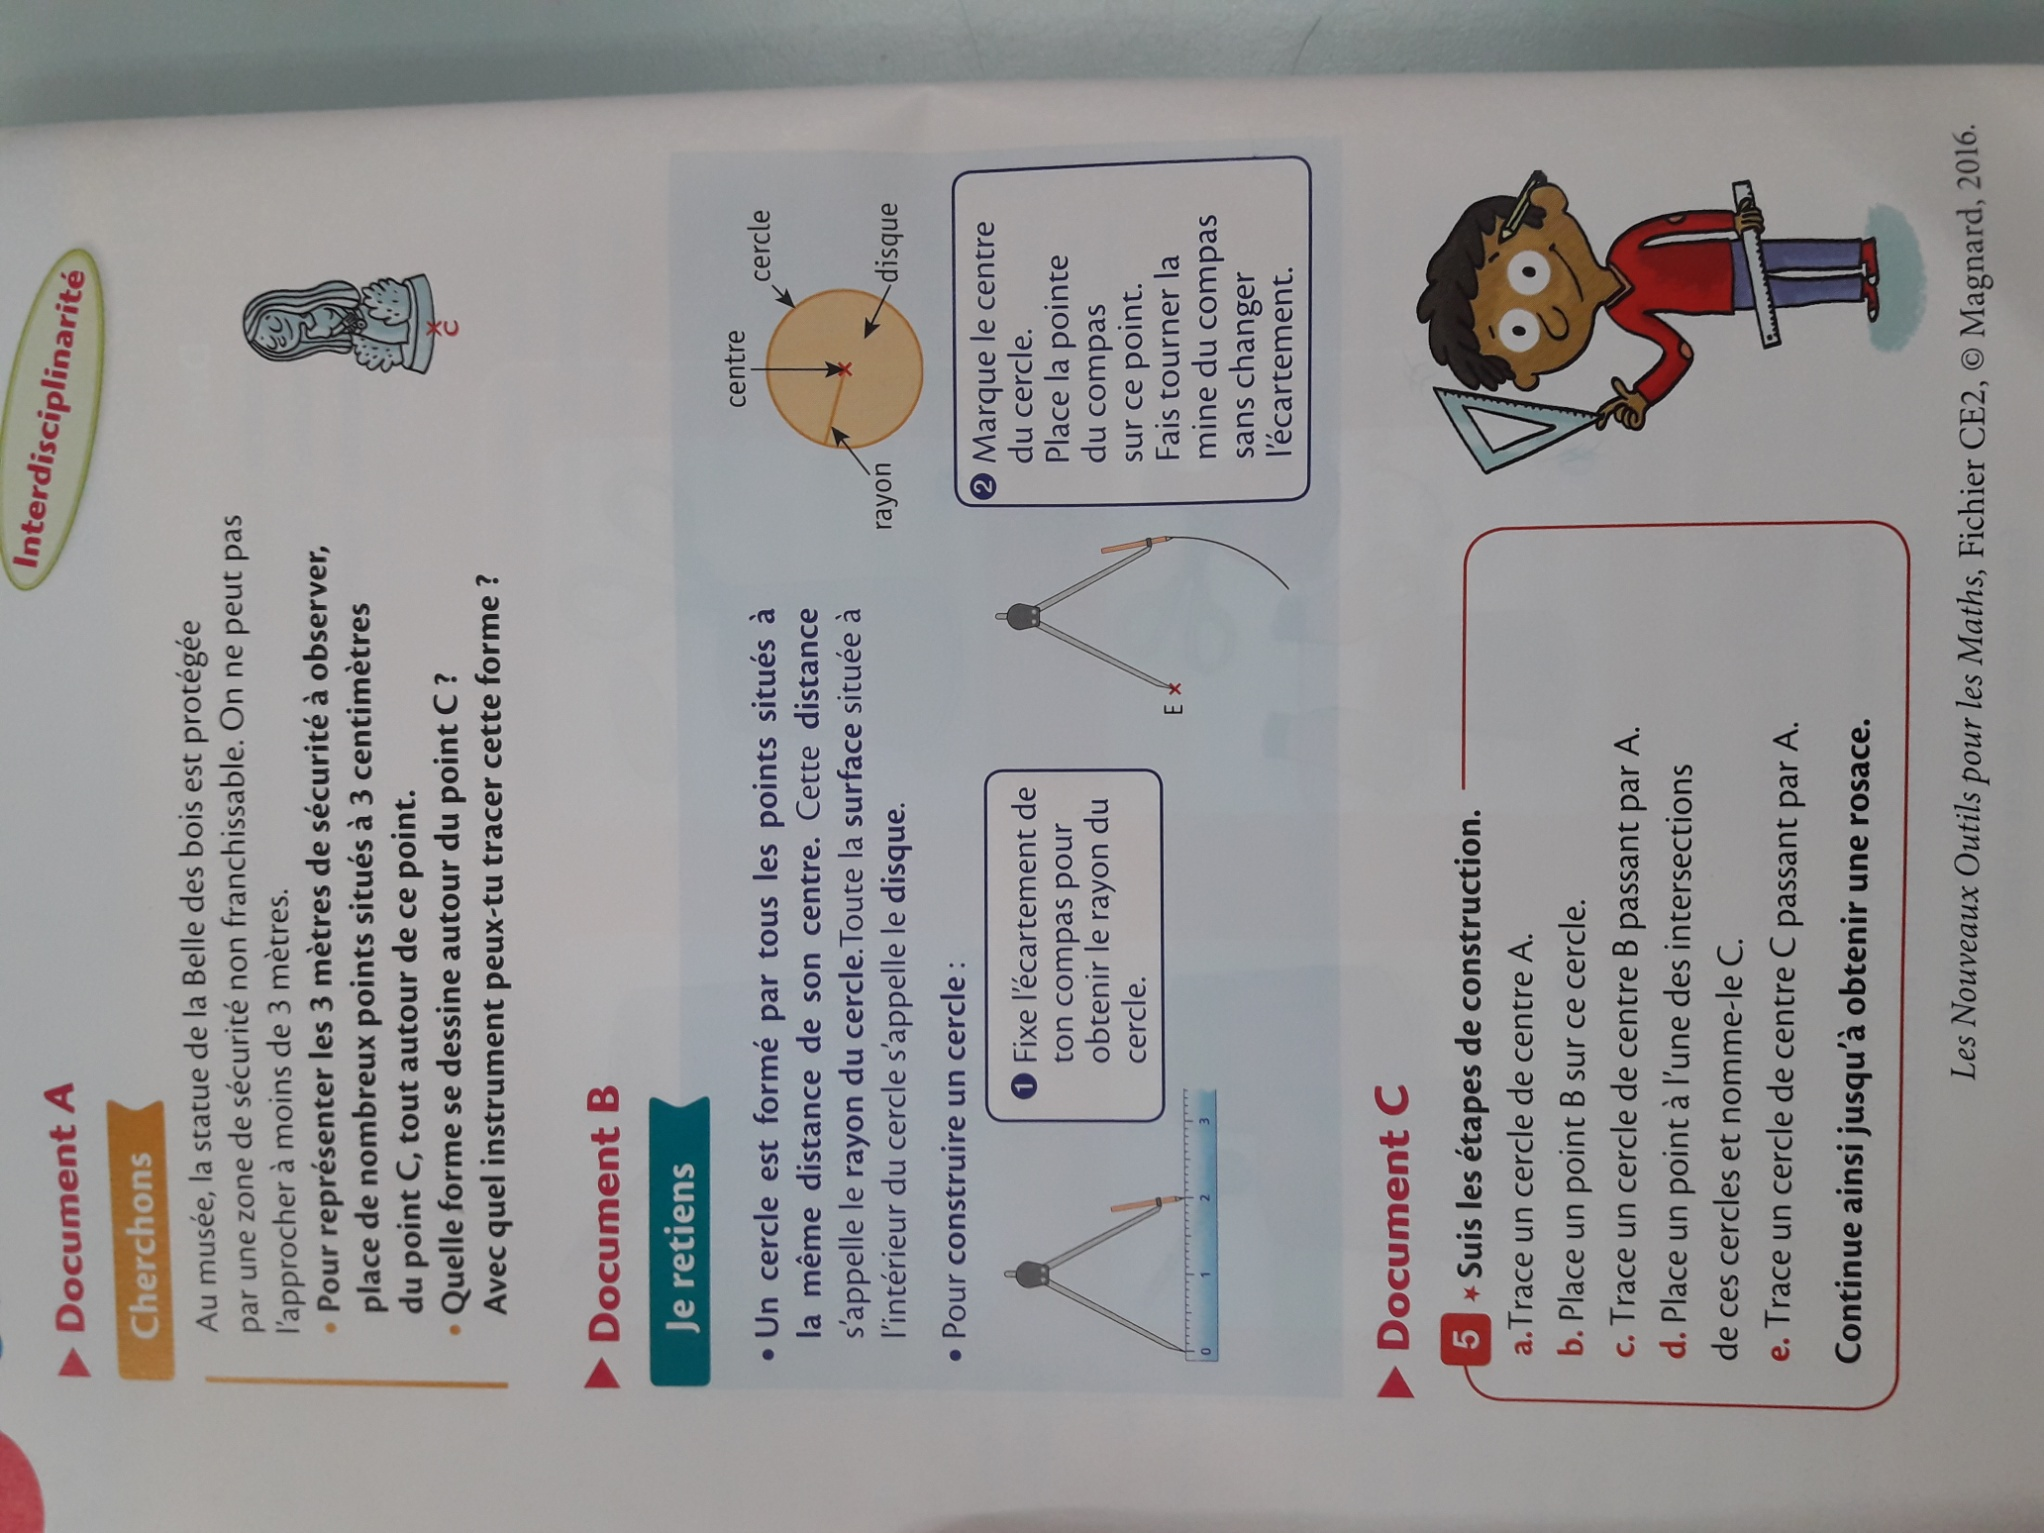 Interdisciplinarité
▶ Document A
Cherchons
Au musée, la statue de la Belle des bois est protégée
par une zone de sécurité non franchissable. On ne peut pas
l'approcher à moins de 3 mètres.
• Pour représenter les 3 mètres de sécurité à observer,
place de nombreux points situés à 3 centimètres
du point C, tout autour de ce point.
• Quelle forme se dessine autour du point C ?
Avec quel instrument peux-tu tracer cette forme ?
C
▶ Document B
Je retiens
• Un cercle est formé par tous les points situés à
la même distance de son centre. Cette distance
s'appelle le rayon du cercle.Toute la surface située à
l'intérieur du cercle s'appelle le disque.
centre
cercle
rayon
disque
• Pour construire un cercle :
1 Fixe l'écartement de
ton compas pour
obtenir le rayon du
cercle.
0 1 2 3
E
2 Marque le centre
du cercle.
Place la pointe
du compas
sur ce point.
Fais tourner la
mine du compas
sans changer
l'écartement.
▶ Document C
5 * Suis les étapes de construction.
a. Trace un cercle de centre A.
b. Place un point B sur ce cercle.
c. Trace un cercle de centre B passant par A.
d. Place un point à l'une des intersections
de ces cercles et nomme-le C.
e. Trace un cercle de centre C passant par A.
Continue ainsi jusqu'à obtenir une rosace.
Les Nouveaux Outils pour les Maths, Fichier CE2, © Magnard, 2016.